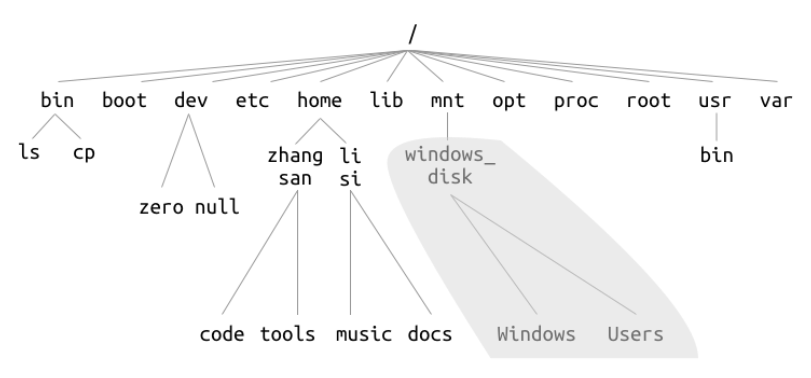 /
bin boot dev etc home lib mnt opt proc root usr var
ls cp zhang li windows_ bin
san si disk
zero null
code tools music docs Windows Users